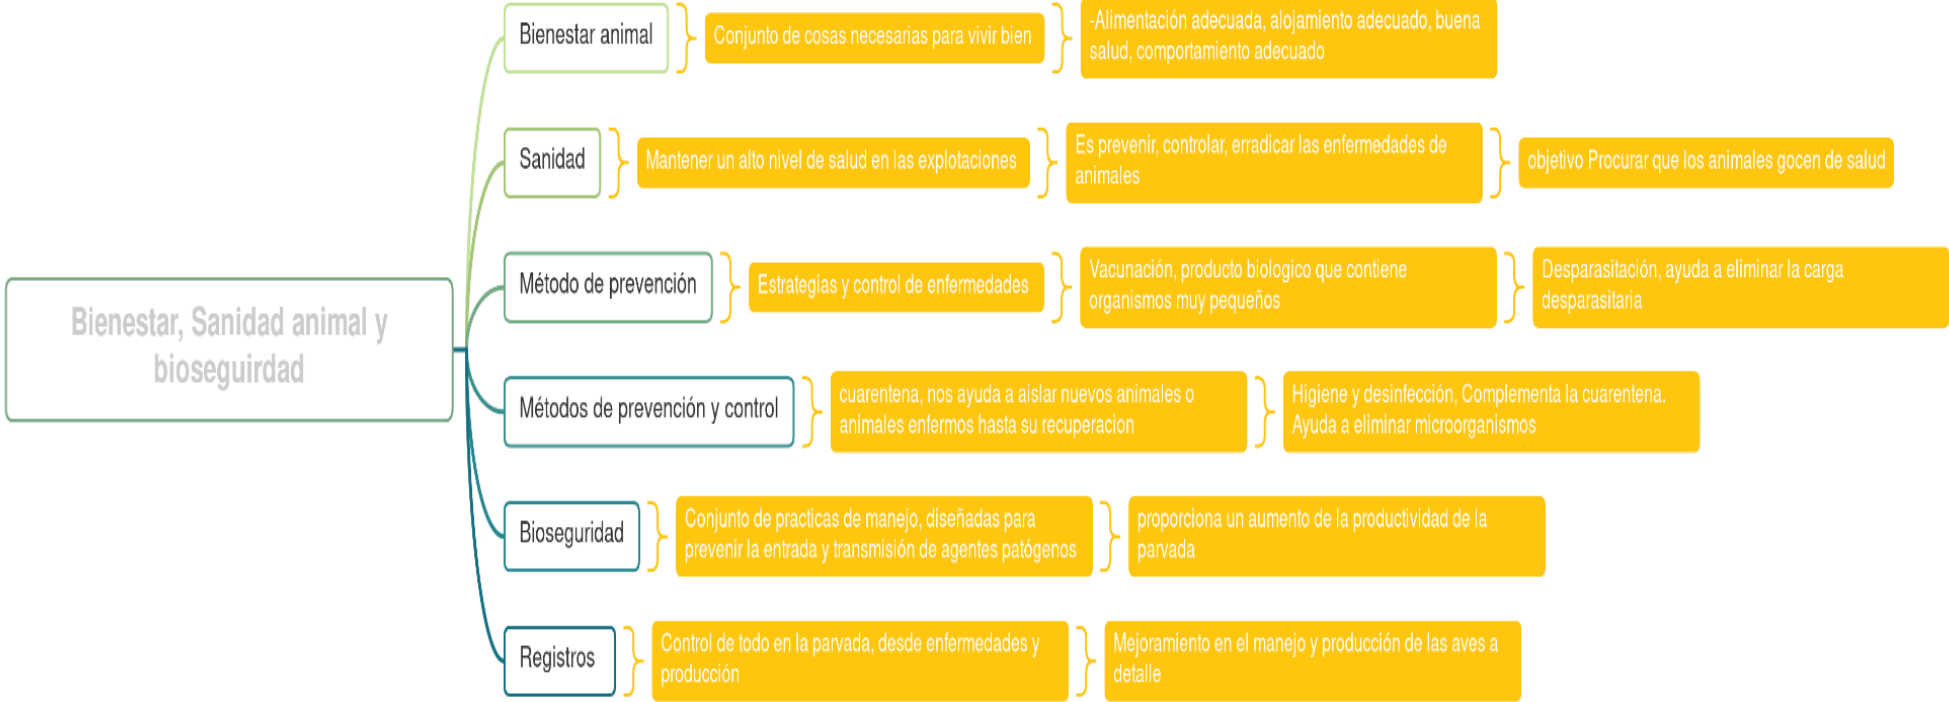 Bienestar, Sanidad animal y
bioseguirdad
Bienestar animal
Conjunto de cosas necesarias para vivir bien
-Alimentación adecuada, alojamiento adecuado, buena
salud, comportamiento adecuado
Sanidad
Mantener un alto nivel de salud en las explotaciones
Es prevenir, controlar, erradicar las enfermedades de
animales
objetivo Procurar que los animales gocen de salud
Método de prevención
Estrategias y control de enfermedades
Vacunación, producto biologico que contiene
organismos muy pequeños
Desparasitación, ayuda a eliminar la carga
desparasitaria
Métodos de prevención y control
cuarentena, nos ayuda a aislar nuevos animales o
animales enfermos hasta su recuperacion
Higiene y desinfección, Complementa la cuarentena.
Ayuda a eliminar microorganismos
Bioseguridad
Conjunto de practicas de manejo, diseñadas para
prevenir la entrada y transmisión de agentes patógenos
proporciona un aumento de la productividad de la
parvada
Registros
Control de todo en la parvada, desde enfermedades y
producción
Mejoramiento en el manejo y producción de las aves a
detalle